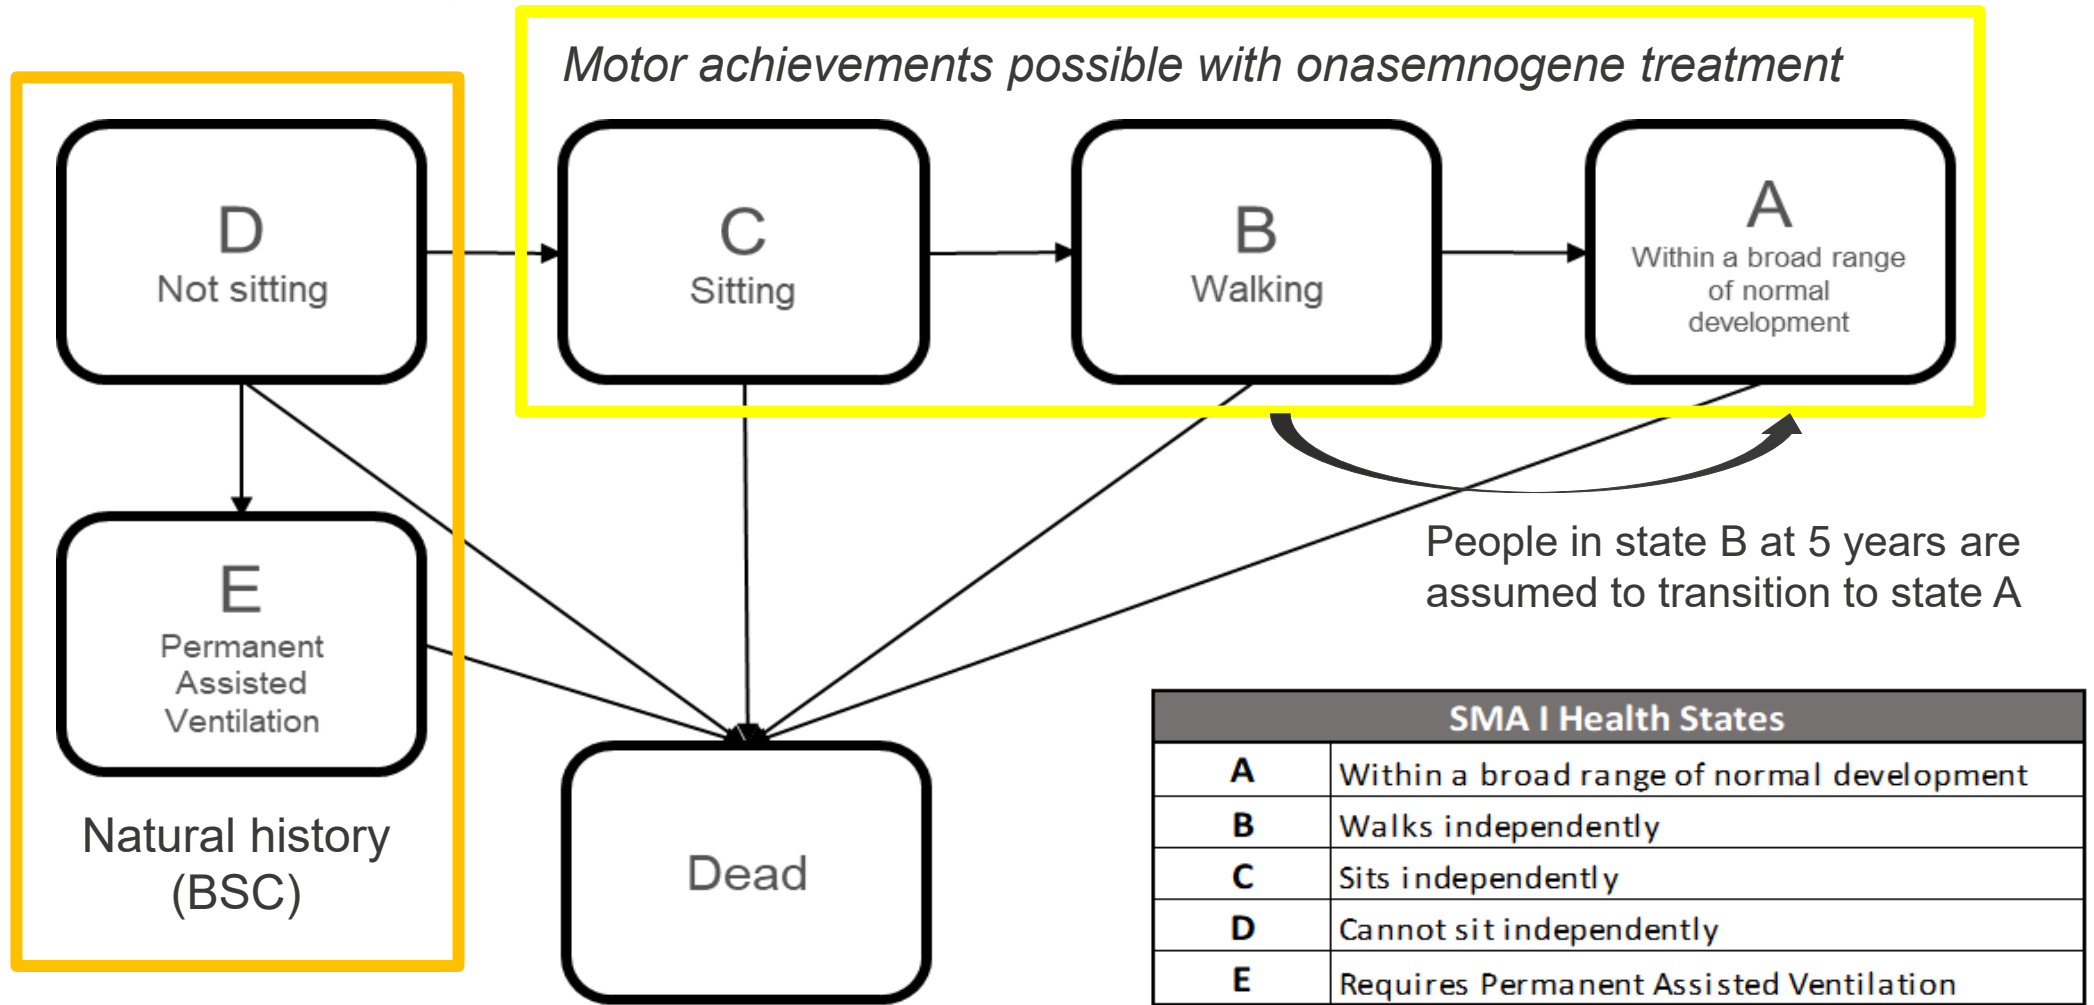 Motor achievements possible with onasemnogene treatment
D
Not sitting
C
Sitting
B
Walking
A
Within a broad range
of normal
development
E
Permanent
Assisted
Ventilation
Natural history
(BSC)
Dead
People in state B at 5 years are
assumed to transition to state A
SMA I Health States
A Within a broad range of normal development
B Walks independently
C Sits independently
D Cannot sit independently
E Requires Permanent Assisted Ventilation